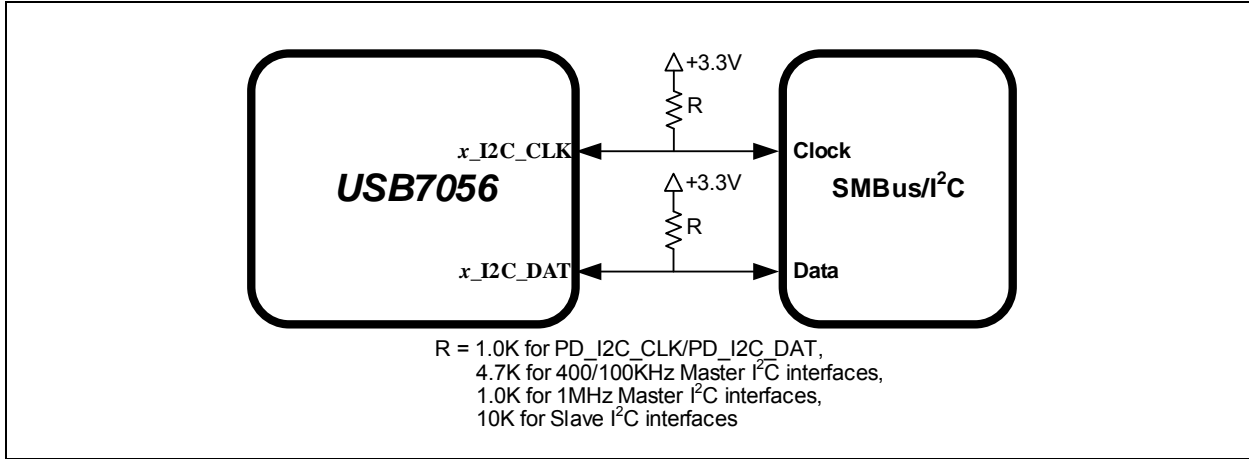 +3.3V
R
x_I2C_CLK
Clock
USB7056
+3.3V
SMBus/I²C
R
x_I2C_DAT
Data
R = 1.0K for PD_I2C_CLK/PD_I2C_DAT,
4.7K for 400/100KHz Master I²C interfaces,
1.0K for 1MHz Master I²C interfaces,
10K for Slave I²C interfaces